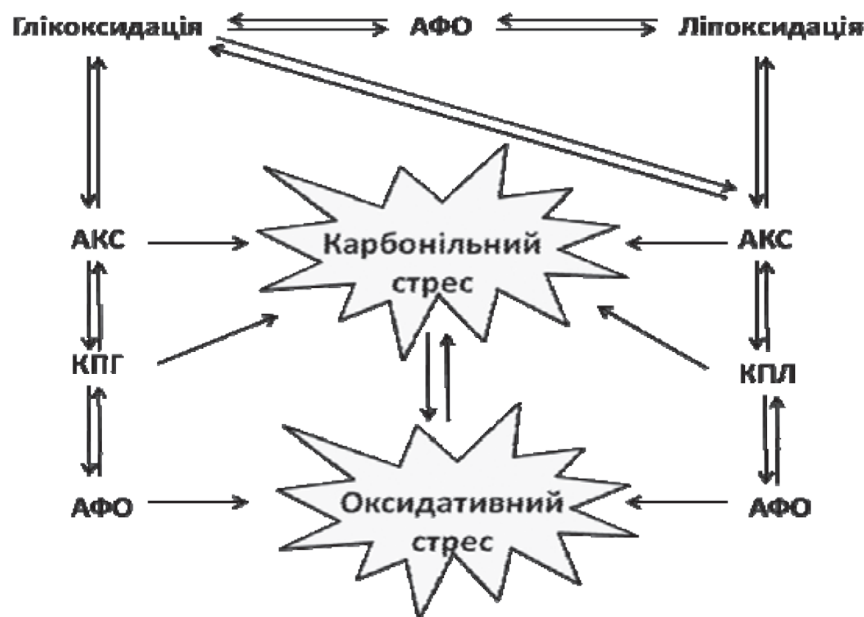 Глікоксидація АФО Ліпоксидація
АКС
Карбонільний
стрес
АКС
КПГ
КПЛ
АФО
Оксидативний
стрес
АФО